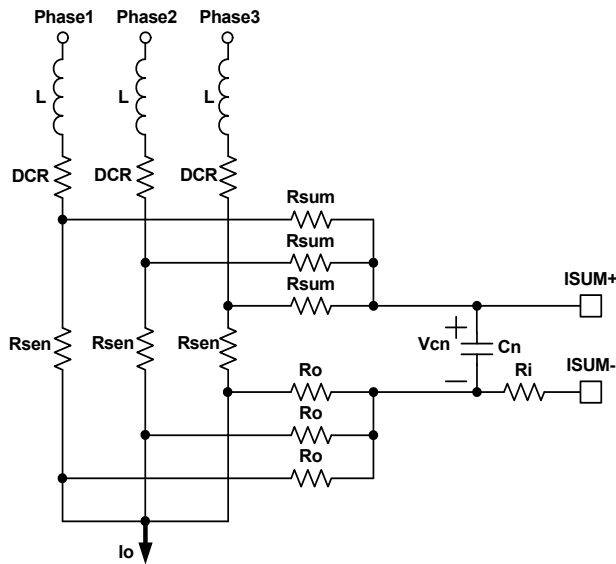 Phase1 Phase2 Phase3
L L L
DCR DCR DCR
Rsum
Rsum
Rsum
ISUM+
Rsen Rsen Rsen
+
Vcn Cn
−
Ro
Ri
ISUM-
Ro
Ro
Io